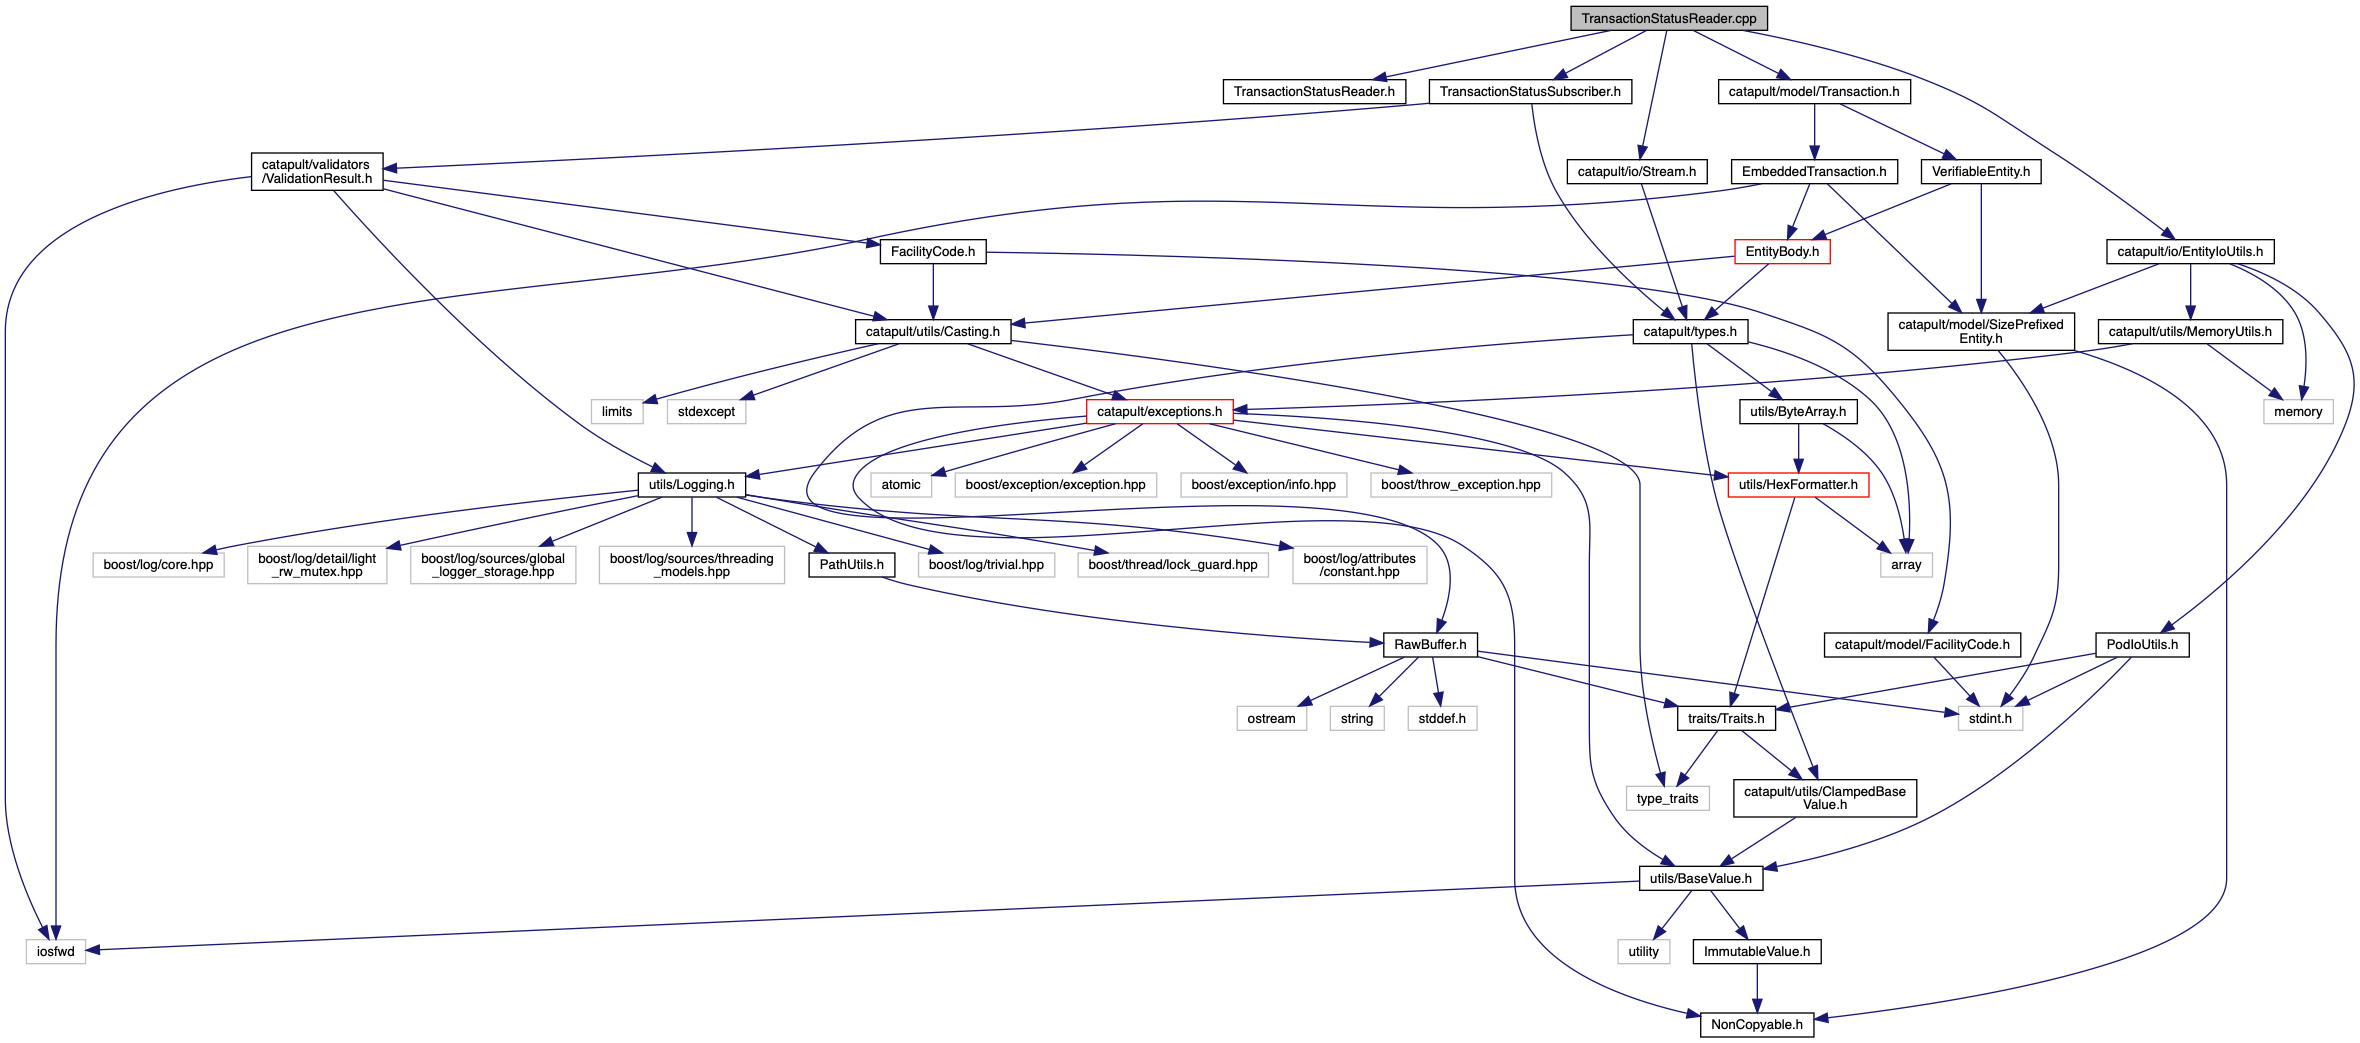 TransactionStatusReader.cpp
TransactionStatusReader.h
TransactionStatusSubscriber.h
catapult/model/Transaction.h
catapult/validators
/ValidationResult.h
catapult/io/Stream.h
EmbeddedTransaction.h
VerifiableEntity.h
FacilityCode.h
EntityBody.h
catapult/io/EntityIoUtils.h
catapult/utils/Casting.h
catapult/types.h
catapult/model/SizePrefixed
Entity.h
catapult/utils/MemoryUtils.h
limits
stdexcept
catapult/exceptions.h
utils/ByteArray.h
memory
utils/Logging.h
atomic
boost/exception/exception.hpp
boost/exception/info.hpp
boost/throw_exception.hpp
utils/HexFormatter.h
boost/log/core.hpp
boost/log/detail/light
_rw_mutex.hpp
boost/log/sources/global
_logger_storage.hpp
boost/log/sources/threading
_models.hpp
PathUtils.h
boost/log/trivial.hpp
boost/thread/lock_guard.hpp
boost/log/attributes
/constant.hpp
array
RawBuffer.h
catapult/model/FacilityCode.h
PodIoUtils.h
ostream
string
stddef.h
traits/Traits.h
stdint.h
type_traits
catapult/utils/ClampedBase
Value.h
utils/BaseValue.h
iosfwd
utility
ImmutableValue.h
NonCopyable.h